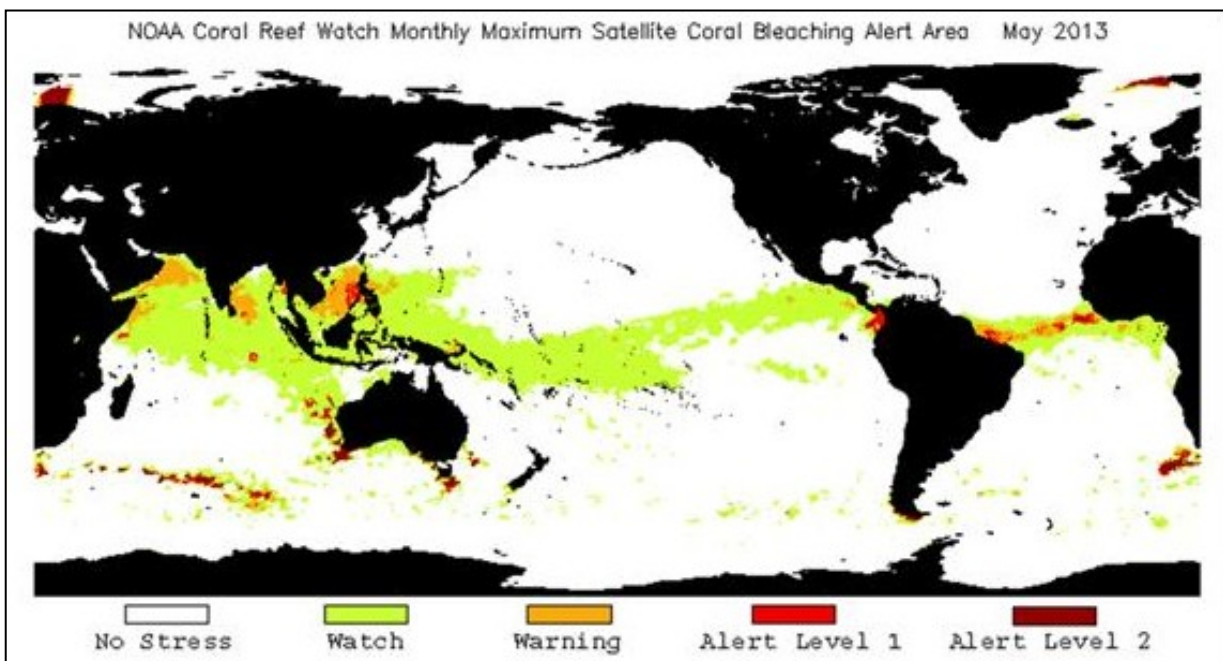 NOAA Coral Reef Watch Monthly Maximum Satellite Coral Bleaching Alert Area May 2013
No Stress
Watch
Warning
Alert Level 1
Alert Level 2